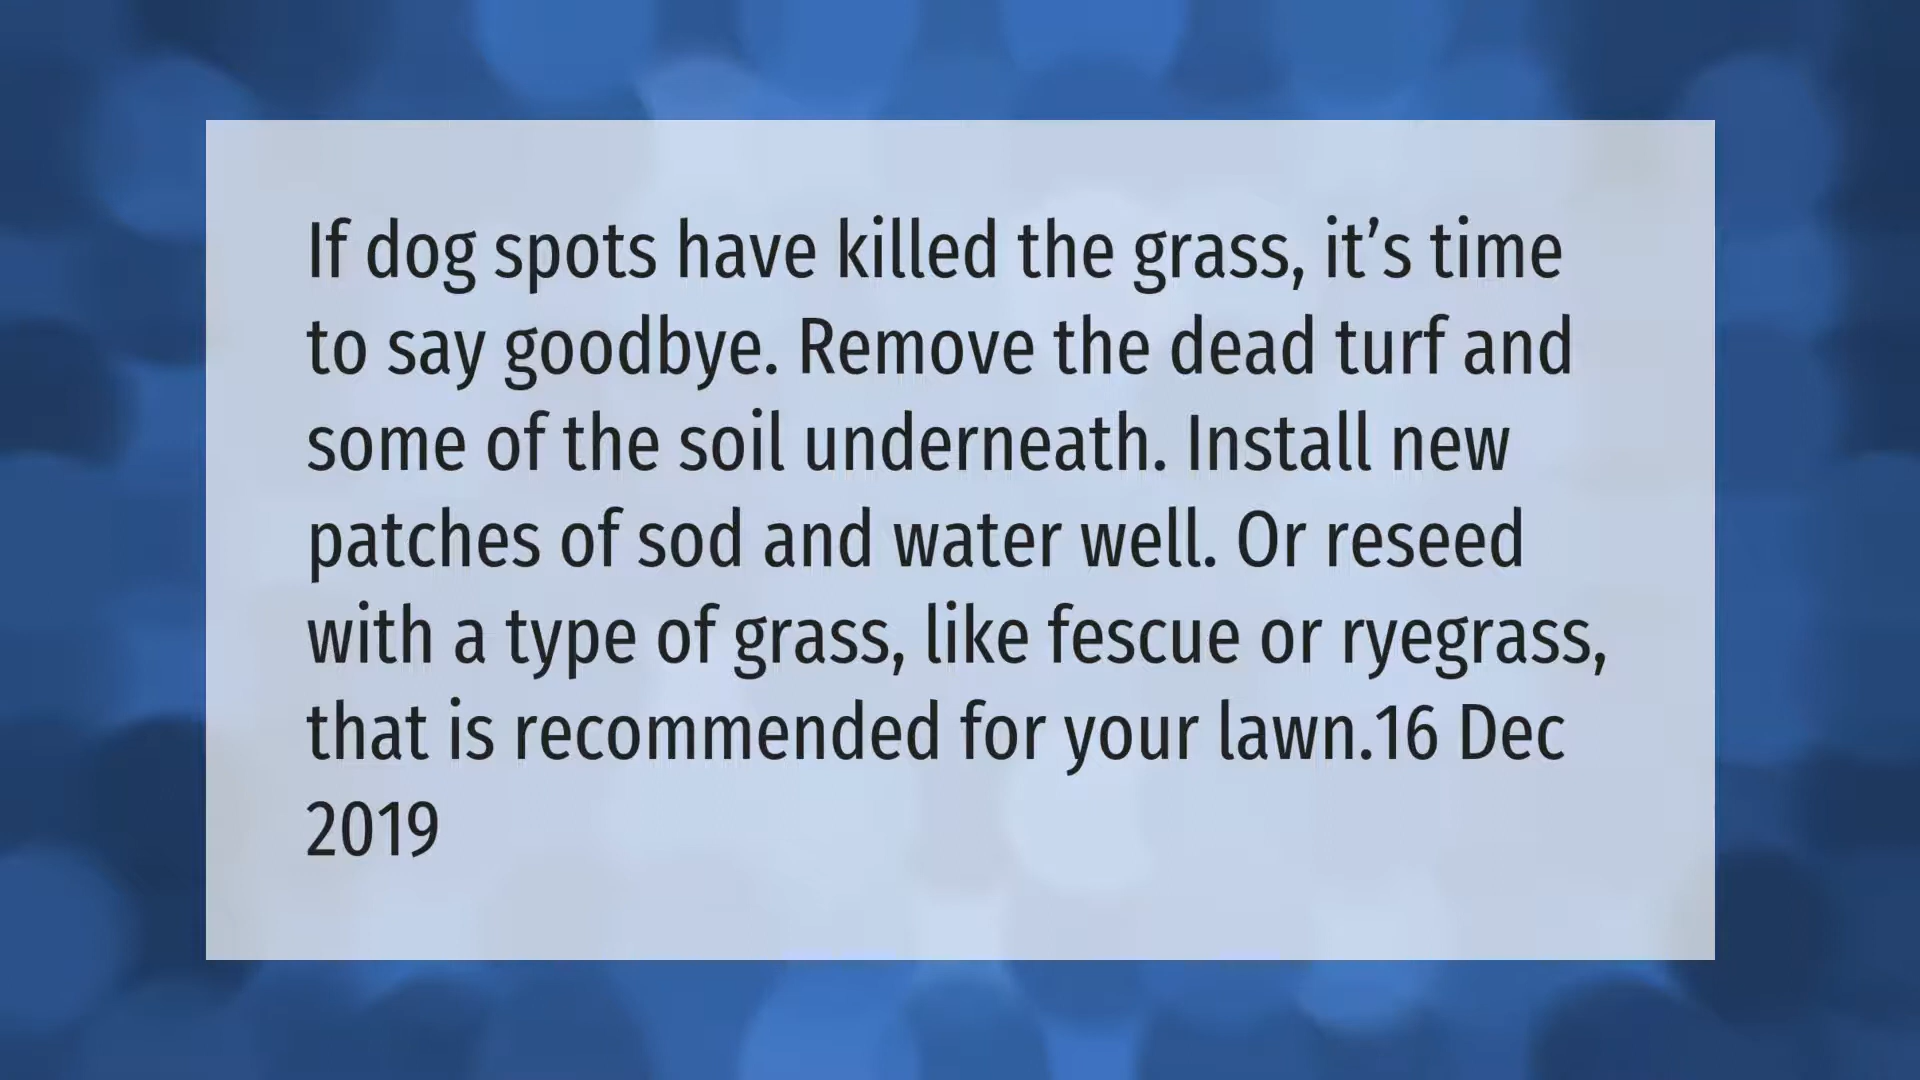 If dog spots have killed the grass, it’s time
to say goodbye. Remove the dead turf and
some of the soil underneath. Install new
patches of sod and water well. Or reseed
with a type of grass, like fescue or ryegrass,
that is recommended for your lawn.16 Dec
2019